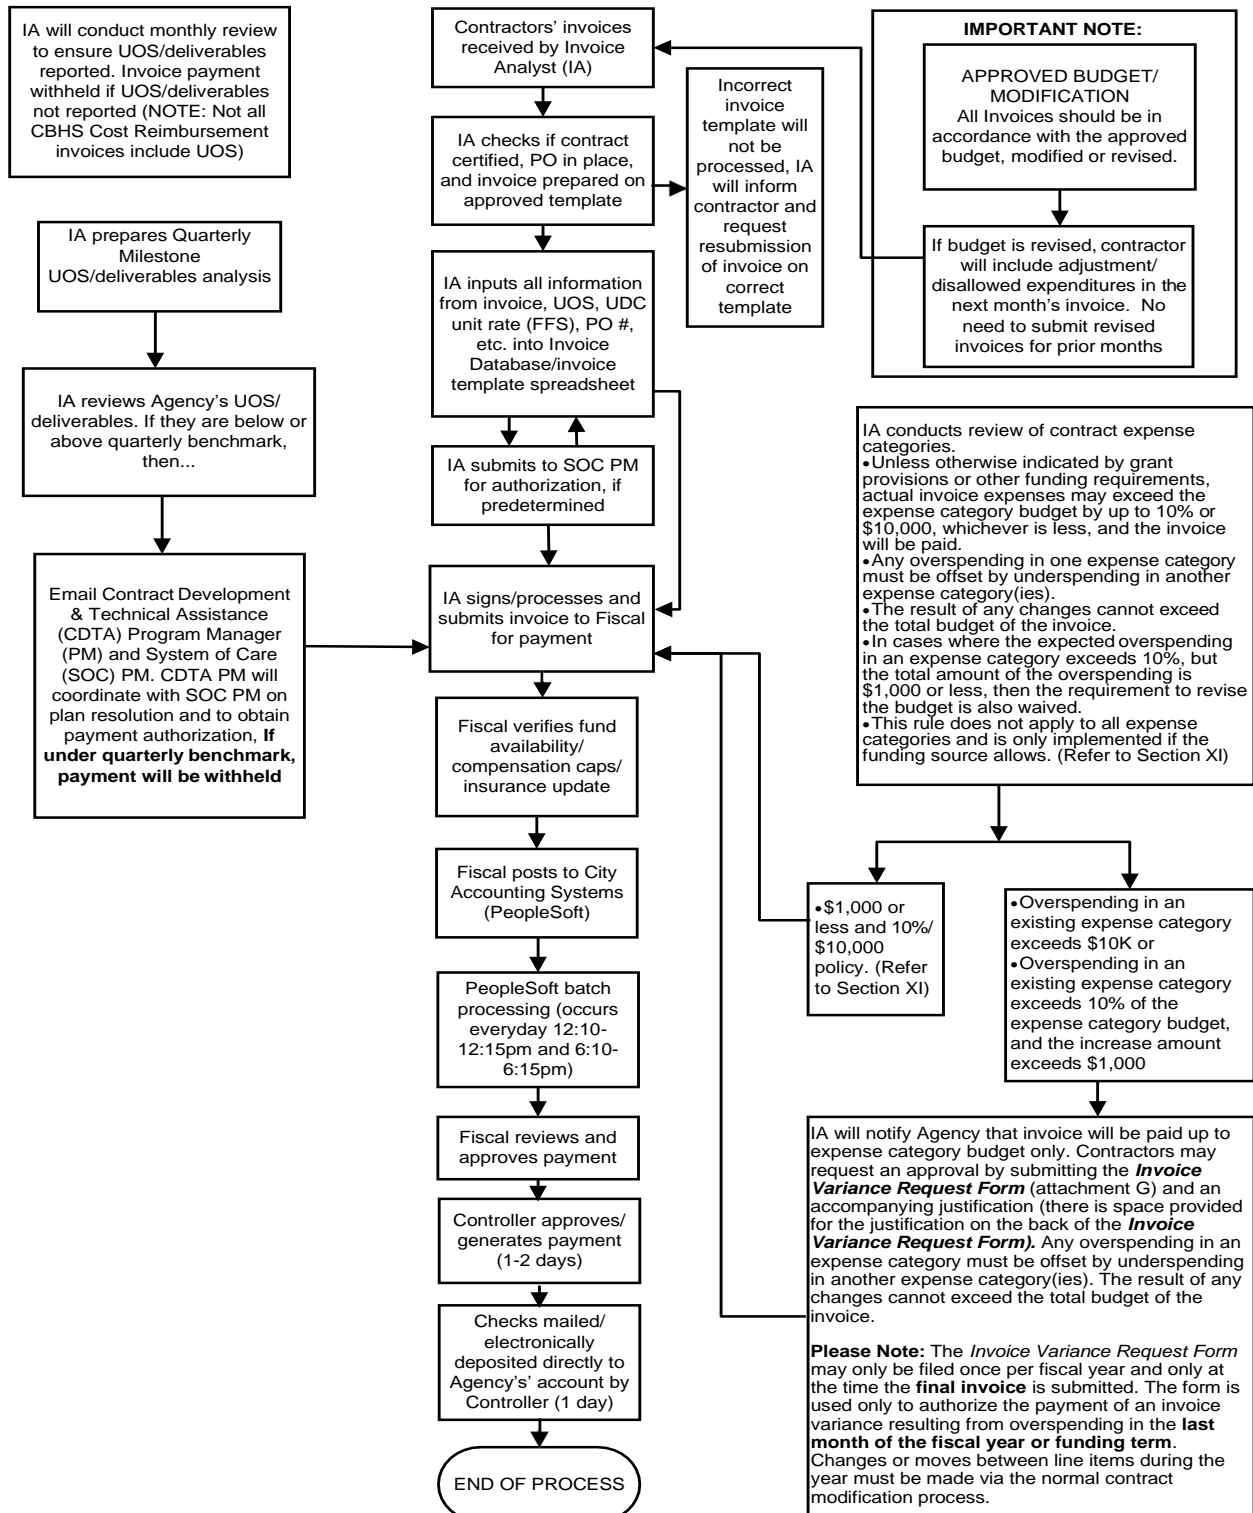 IA will conduct monthly review
to ensure UOS/deliverables
reported. Invoice payment
withheld if UOS/deliverables
not reported (NOTE: Not all
CBHS Cost Reimbursement
invoices include UOS)
IA prepares Quarterly
Milestone
UOS/deliverables analysis
IA reviews Agency's UOS/
deliverables. If they are below or
above quarterly benchmark,
then...
Email Contract Development
& Technical Assistance
(CDTA) Program Manager
(PM) and System of Care
(SOC) PM. CDTA PM will
coordinate with SOC PM on
plan resolution and to obtain
payment authorization, If
under quarterly benchmark,
payment will be withheld
Contractors' invoices
received by Invoice
Analyst (IA)
IA checks if contract
certified, PO in place,
and invoice prepared on
approved template
Incorrect
invoice
template will
not be
processed, IA
will inform
contractor and
request
resubmission
of invoice on
correct
template
IA inputs all information
from invoice, UOS, UDC
unit rate (FFS), PO #,
etc. into Invoice
Database/invoice
template spreadsheet
IA submits to SOC PM
for authorization, if
predetermined
IA signs/processes and
submits invoice to Fiscal
for payment
Fiscal verifies fund
availability/
compensation caps/
insurance update
Fiscal posts to City
Accounting Systems
(PeopleSoft)
PeopleSoft batch
processing (occurs
everyday 12:10-
12:15pm and 6:10-
6:15pm)
Fiscal reviews and
approves payment
Controller approves/
generates payment
(1-2 days)
Checks mailed/
electronically
deposited directly to
Agency's' account by
Controller (1 day)
END OF PROCESS
IMPORTANT NOTE:
APPROVED BUDGET/
MODIFICATION
All Invoices should be in
accordance with the approved
budget, modified or revised.
If budget is revised, contractor
will include adjustment/
disallowed expenditures in the
next month's invoice. No
need to submit revised
invoices for prior months
IA conducts review of contract expense
categories.
•Unless otherwise indicated by grant
provisions or other funding requirements,
actual invoice expenses may exceed the
expense category budget by up to 10% or
$10,000, whichever is less, and the invoice
will be paid.
•Any overspending in one expense category
must be offset by underspending in another
expense category(ies).
•The result of any changes cannot exceed
the total budget of the invoice.
•In cases where the expected overspending
in an expense category exceeds 10%, but
the total amount of the overspending is
$1,000 or less, then the requirement to revise
the budget is also waived.
•This rule does not apply to all expense
categories and is only implemented if the
funding source allows. (Refer to Section XI)
•$1,000 or
less and 10%/
$10,000
policy. (Refer
to Section XI)
•Overspending in an
existing expense category
exceeds $10K or
•Overspending in an
existing expense category
exceeds 10% of the
expense category budget,
and the increase amount
exceeds $1,000
IA will notify Agency that invoice will be paid up to
expense category budget only. Contractors may
request an approval by submitting the Invoice
Variance Request Form (attachment G) and an
accompanying justification (there is space provided
for the justification on the back of the Invoice
Variance Request Form). Any overspending in an
expense category must be offset by underspending
in another expense category(ies). The result of any
changes cannot exceed the total budget of the
invoice.
Please Note: The Invoice Variance Request Form
may only be filed once per fiscal year and only at
the time the final invoice is submitted. The form is
used only to authorize the payment of an invoice
variance resulting from overspending in the last
month of the fiscal year or funding term.
Changes or moves between line items during the
year must be made via the normal contract
modification process.